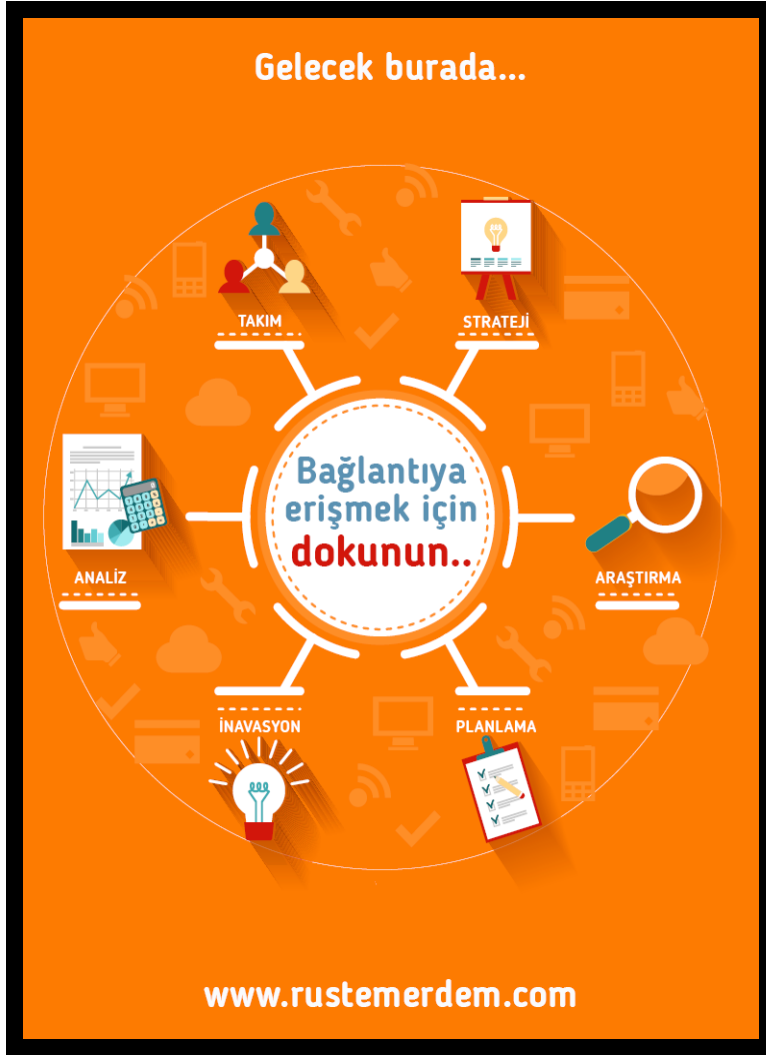 Gelecek burada...
TAKIM
STRATEJİ
Bağlantıya
erişmek için
dokunun..
ANALİZ
ARAŞTIRMA
İNAVASYON
PLANLAMA
www.rustemerdem.com